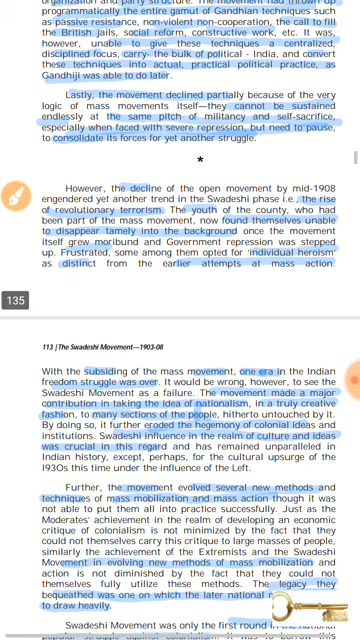 organization and party structure. The movement had thrown up
programmatically the entire gamut of Gandhian techniques such
as passive resistance, non-violent non-cooperation, the call to fill
the British jails, social reform, constructive work, etc. It was,
however, unable to give these techniques a centralized,
disciplined focus, carry- the bulk of political - India, and convert
these techniques into actual, practical political practice, as
Gandhiji was able to do later.
Lastly, the movement declined partially because of the very
logic of mass movements itself—they cannot be sustained
endlessly at the same pitch of militancy and self-sacrifice,
especially when faced with severe repression, but need to pause,
to consolidate its forces for yet another struggle.
*
However, the decline of the open movement by mid-1908
engendered yet another trend in the Swadeshi phase i.e., the rise
of revolutionary terrorism. The youth of the county, who had
been part of the mass movement, now found themselves unable
to disappear tamely into the background once the movement
itself grew moribund and Government repression was stepped
up. Frustrated, some among them opted for 'individual heroism'
as distinct from the earlier attempts at mass action.
135
113 |The Swadeshi Movement—1903-08
With the subsiding of the mass movement, one era in the Indian
freedom struggle was over. It would be wrong, however, to see the
Swadeshi Movement as a failure. The movement made a major
contribution in taking the idea of nationalism, in a truly creative
fashion, to many sections of the people, hitherto untouched by it.
By doing so, it further eroded the hegemony of colonial ideas and
institutions. Swadeshi influence in the realm of culture and ideas
was crucial in this regard and has remained unparalleled in
Indian history, except, perhaps, for the cultural upsurge of the
I93Os this time under the influence of the Left.
Further, the movement evolved several new methods and
techniques of mass mobilization and mass action though it was
not able to put them all into practice successfully. Just as the
Moderates' achievement in the realm of developing an economic
critique of colonialism is not minimized by the fact that they
could not themselves carry this critique to large masses of people,
similarly the achievement of the Extremists and the Swadeshi
Movement in evolving new methods of mass mobilization and
action is not diminished by the fact that they could not
themselves fully utilize these methods. The legacy they
bequeathed was one on which the later national
to draw heavily.
Swadeshi Movement was only the first round in the national
popular struggle against colonialism. It was to borrow this